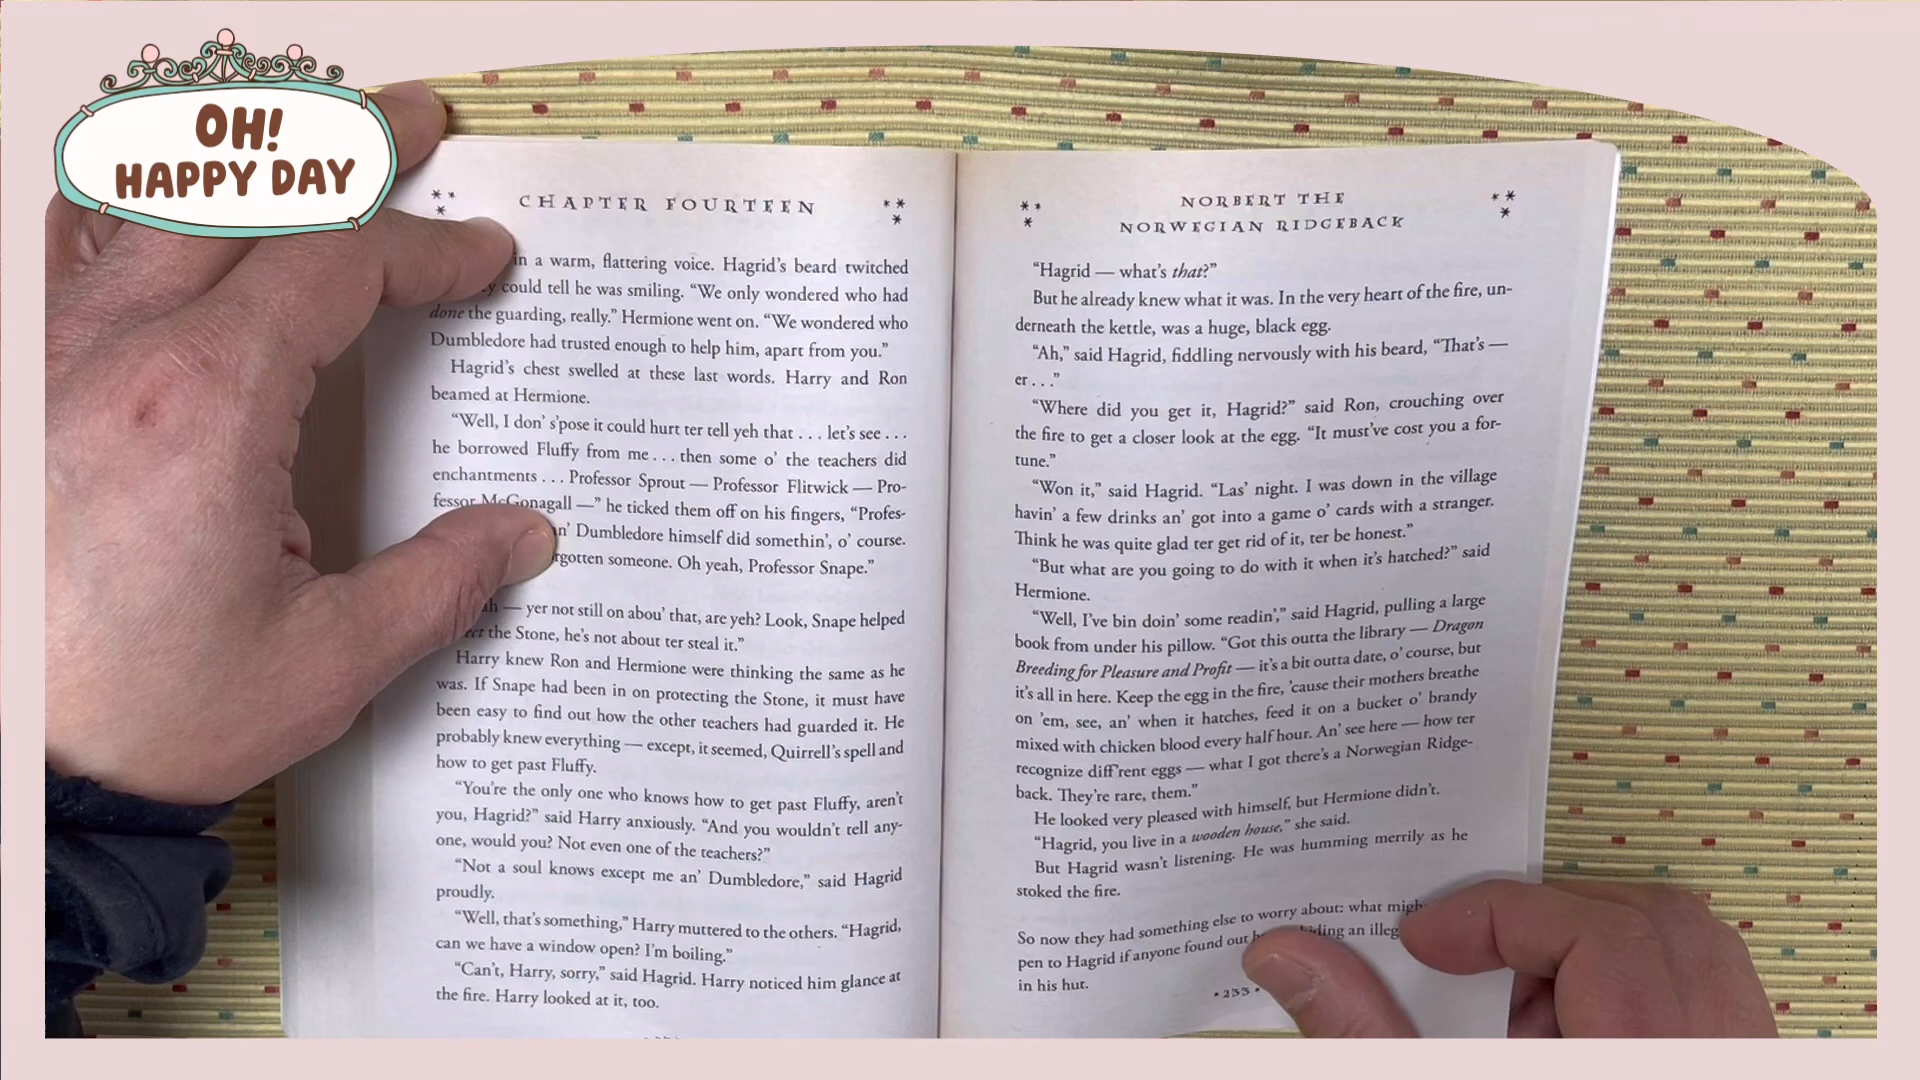 OH!
HAPPY DAY
CHAPTER FOURTEEN
in a warm, flattering voice. Hagrid's beard twitched
could tell he was smiling. “We only wondered who had
done the guarding, really.” Hermione went on. “We wondered who
Dumbledore had trusted enough to help him, apart from you.”
Hagrid's chest swelled at these last words. Harry and Ron
beamed at Hermione.
“Well, I don' s'pose it could hurt ter tell yeh that . . . let's see . . .
he borrowed Fluffy from me . . . then some o' the teachers did
enchantments . . . Professor Sprout — Professor Flitwick — Pro-
fessor McGonagall —” he ticked them off on his fingers, “Profes-
an' Dumbledore himself did somethin', o' course.
someone. Oh yeah, Professor Snape.”
— yer not still on abou' that, are yeh? Look, Snape helped
the Stone, he's not about ter steal it.”
Harry knew Ron and Hermione were thinking the same as he
was. If Snape had been in on protecting the Stone, it must have
been easy to find out how the other teachers had guarded it. He
probably knew everything — except, it seemed, Quirrell's spell and
how to get past Fluffy.
“You're the only one who knows how to get past Fluffy, aren't
you, Hagrid?” said Harry anxiously. “And you wouldn't tell any-
one, would you? Not even one of the teachers?”
“Not a soul knows except me an' Dumbledore,” said Hagrid
proudly.
“Well, that's something,” Harry muttered to the others. “Hagrid,
can we have a window open? I'm boiling.”
“Can't, Harry, sorry,” said Hagrid. Harry noticed him glance at
the fire. Harry looked at it, too.
NORBERT THE
NORWEGIAN RIDGEBACK
“Hagrid — what's that?”
But he already knew what it was. In the very heart of the fire, un-
derneath the kettle, was a huge, black egg.
“Ah,” said Hagrid, fiddling nervously with his beard, “That's —
er . . .”
“Where did you get it, Hagrid?” said Ron, crouching over
the fire to get a closer look at the egg. “It must've cost you a for-
tune.”
“Won it,” said Hagrid. “Las' night. I was down in the village
havin' a few drinks an' got into a game o' cards with a stranger.
Think he was quite glad ter get rid of it, ter be honest.”
“But what are you going to do with it when it's hatched?” said
Hermione.
“Well, I've bin doin' some readin',” said Hagrid, pulling a large
book from under his pillow. “Got this outta the library — Dragon
Breeding for Pleasure and Profit — it's a bit outta date, o' course, but
it's all in here. Keep the egg in the fire, 'cause their mothers breathe
on 'em, see, an' when it hatches, feed it on a bucket o' brandy
mixed with chicken blood every half hour. An' see here — how ter
recognize diff'rent eggs — what I got there's a Norwegian Ridge-
back. They're rare, them.”
He looked very pleased with himself, but Hermione didn't.
“Hagrid, you live in a wooden house,” she said.
But Hagrid wasn't listening. He was humming merrily as he
stoked the fire.
So now they had something else to worry about: what
pen to Hagrid if anyone found out an
in his hut.
• 233 •